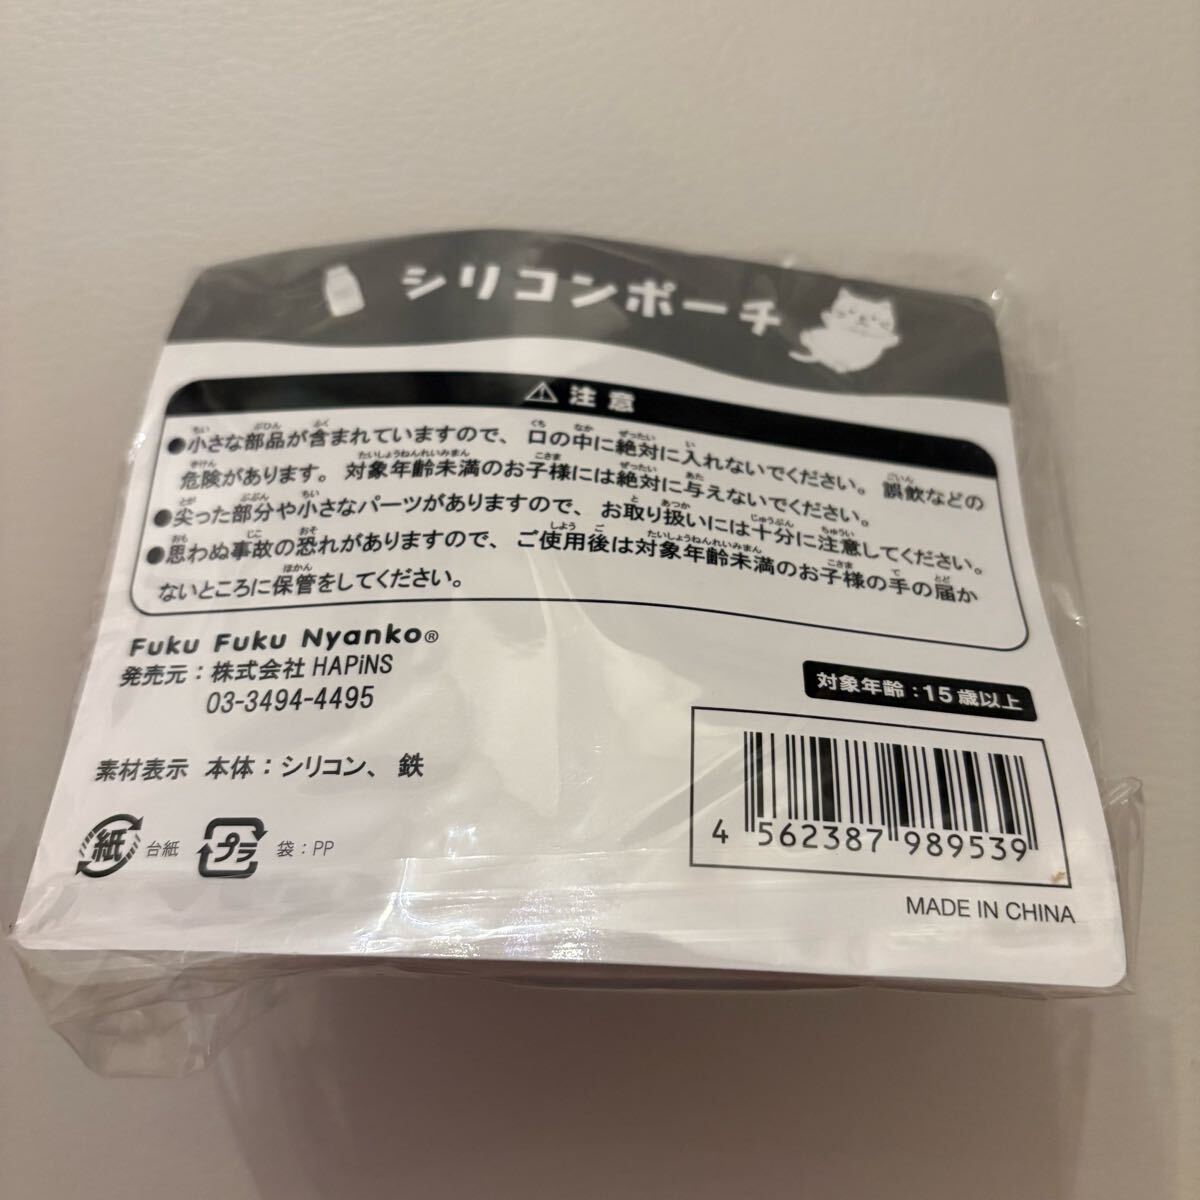 シリコンポーチ
⚠ 注意
●小さな部品が含まれていますので、口の中に絶対に入れないでください。誤飲などの
危険があります。対象年齢未満のお子様には絶対に与えないでください。
●尖った部分や小さなパーツがありますので、お取り扱いには十分に注意してください。
●思わぬ事故の恐れがありますので、ご使用後は対象年齢未満のお子様の手の届か
ないところに保管をしてください。
Fuku Fuku Nyanko®
発売元：株式会社 HAPiNS
03-3494-4495
対象年齢：15歳以上
素材表示 本体：シリコン、鉄
紙 台紙 プラ 袋：PP
4 562387 989539
MADE IN CHINA